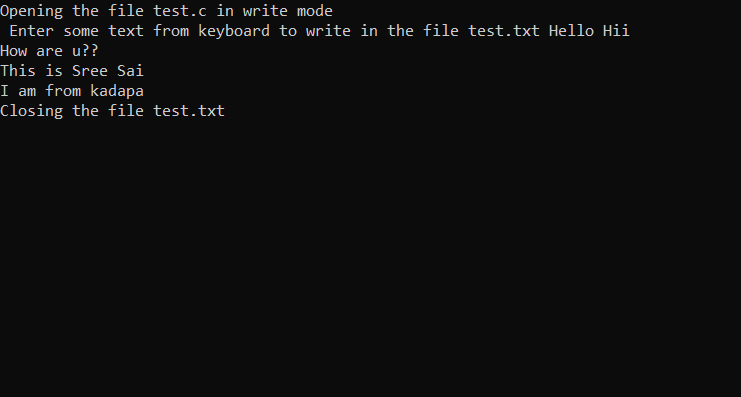 Opening the file test.c in write mode
Enter some text from keyboard to write in the file test.txt Hello Hii
How are u??
This is Sree Sai
I am from kadapa
Closing the file test.txt